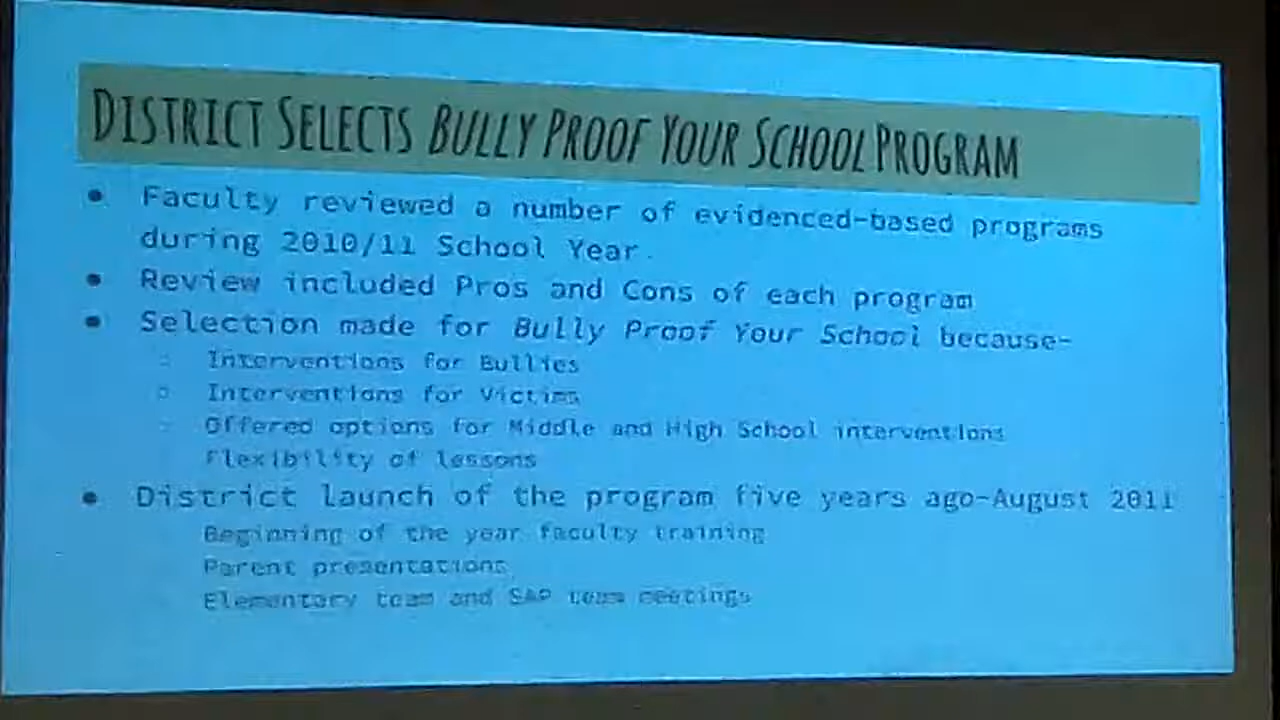 DISTRICT SELECTS BULLY PROOF YOUR SCHOOL PROGRAM
• Faculty reviewed a number of evidenced-based programs
during 2010/11 School Year.
• Review included Pros and Cons of each program
• Selection made for Bully Proof Your School because-
○ Interventions for Bullies
○ Interventions for Victims
○ Offered options for Middle and High School interventions
Flexibility of lessons
• District launch of the program five years ago-August 2011
Beginning of the year faculty training
Parent presentations
Elementary team and SAP team meetings